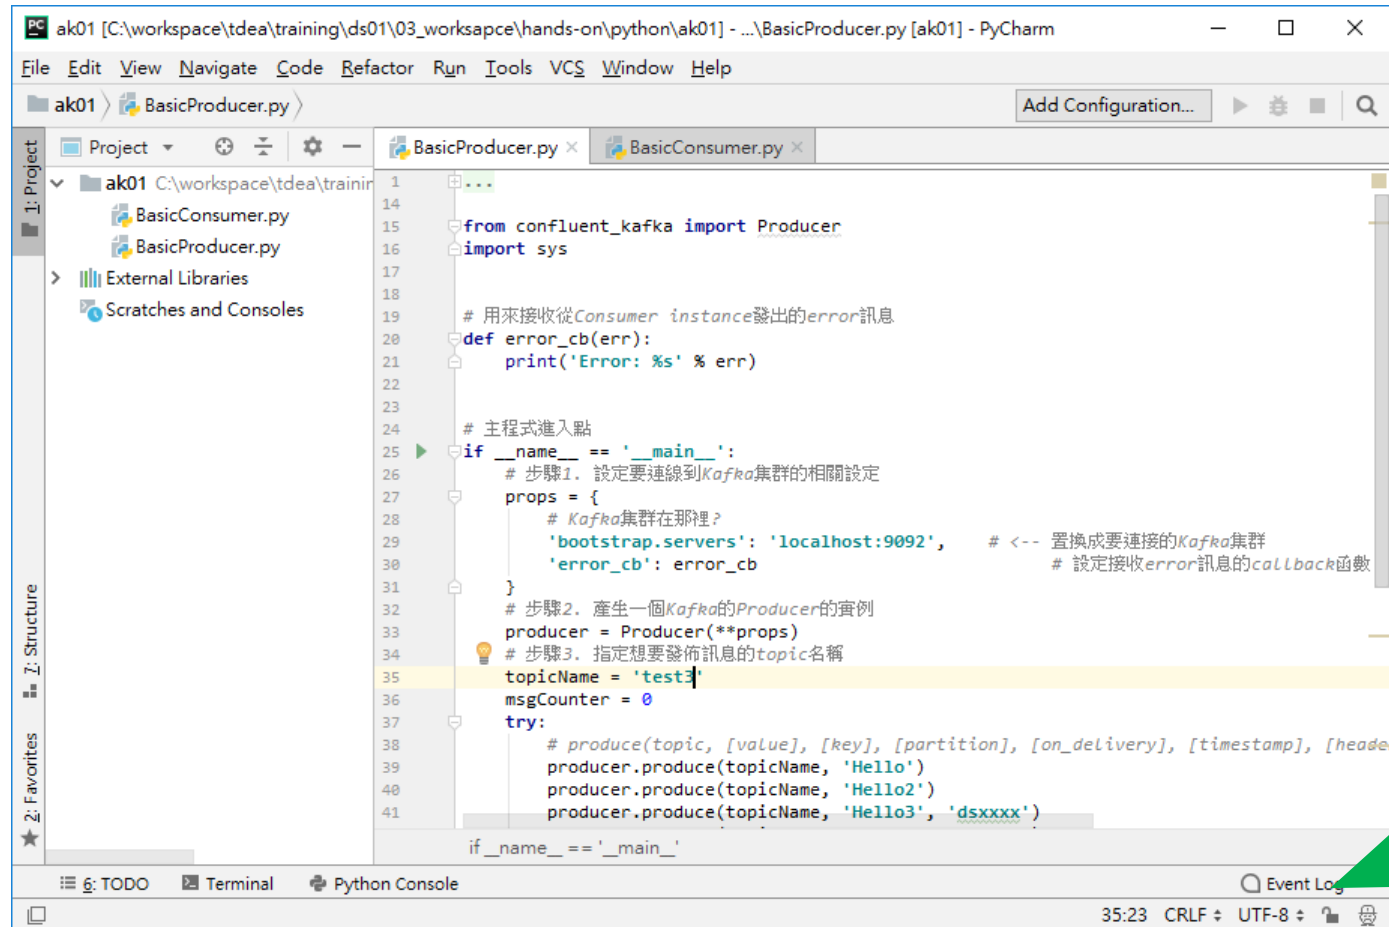 ak01 [C:\workspace\tdea\training\ds01\03_worksapce\hands-on\python\ak01] - ...\BasicProducer.py [ak01] - PyCharm
File Edit View Navigate Code Refactor Run Tools VCS Window Help
ak01 BasicProducer.py Add Configuration...
1: Project
Project
BasicProducer.py BasicConsumer.py
ak01 C:\workspace\tdea\trainin
BasicConsumer.py
BasicProducer.py
External Libraries
Scratches and Consoles
1 ...
14
15 from confluent_kafka import Producer
16 import sys
17
18
19 # 用來接收從Consumer instance發出的error訊息
20 def error_cb(err):
21 print('Error: %s' % err)
22
23
24 # 主程式進入點
25 if __name__ == '__main__':
26 # 步驟1. 設定要連線到Kafka集群的相關設定
27 props = {
28 # Kafka集群在那裡?
29 'bootstrap.servers': 'localhost:9092', # <-- 置換成要連接的Kafka集群
30 'error_cb': error_cb # 設定接收error訊息的callback函數
31 }
32 # 步驟2. 產生一個Kafka的Producer的實例
33 producer = Producer(**props)
34 # 步驟3. 指定想要發佈訊息的topic名稱
35 topicName = 'test3'
36 msgCounter = 0
37 try:
38 # produce(topic, [value], [key], [partition], [on_delivery], [timestamp], [heade
39 producer.produce(topicName, 'Hello')
40 producer.produce(topicName, 'Hello2')
41 producer.produce(topicName, 'Hello3', 'dsxxxx')
if __name__ == '__main__'
7: Structure
2: Favorites
6: TODO Terminal Python Console Event Log
35:23 CRLF UTF-8